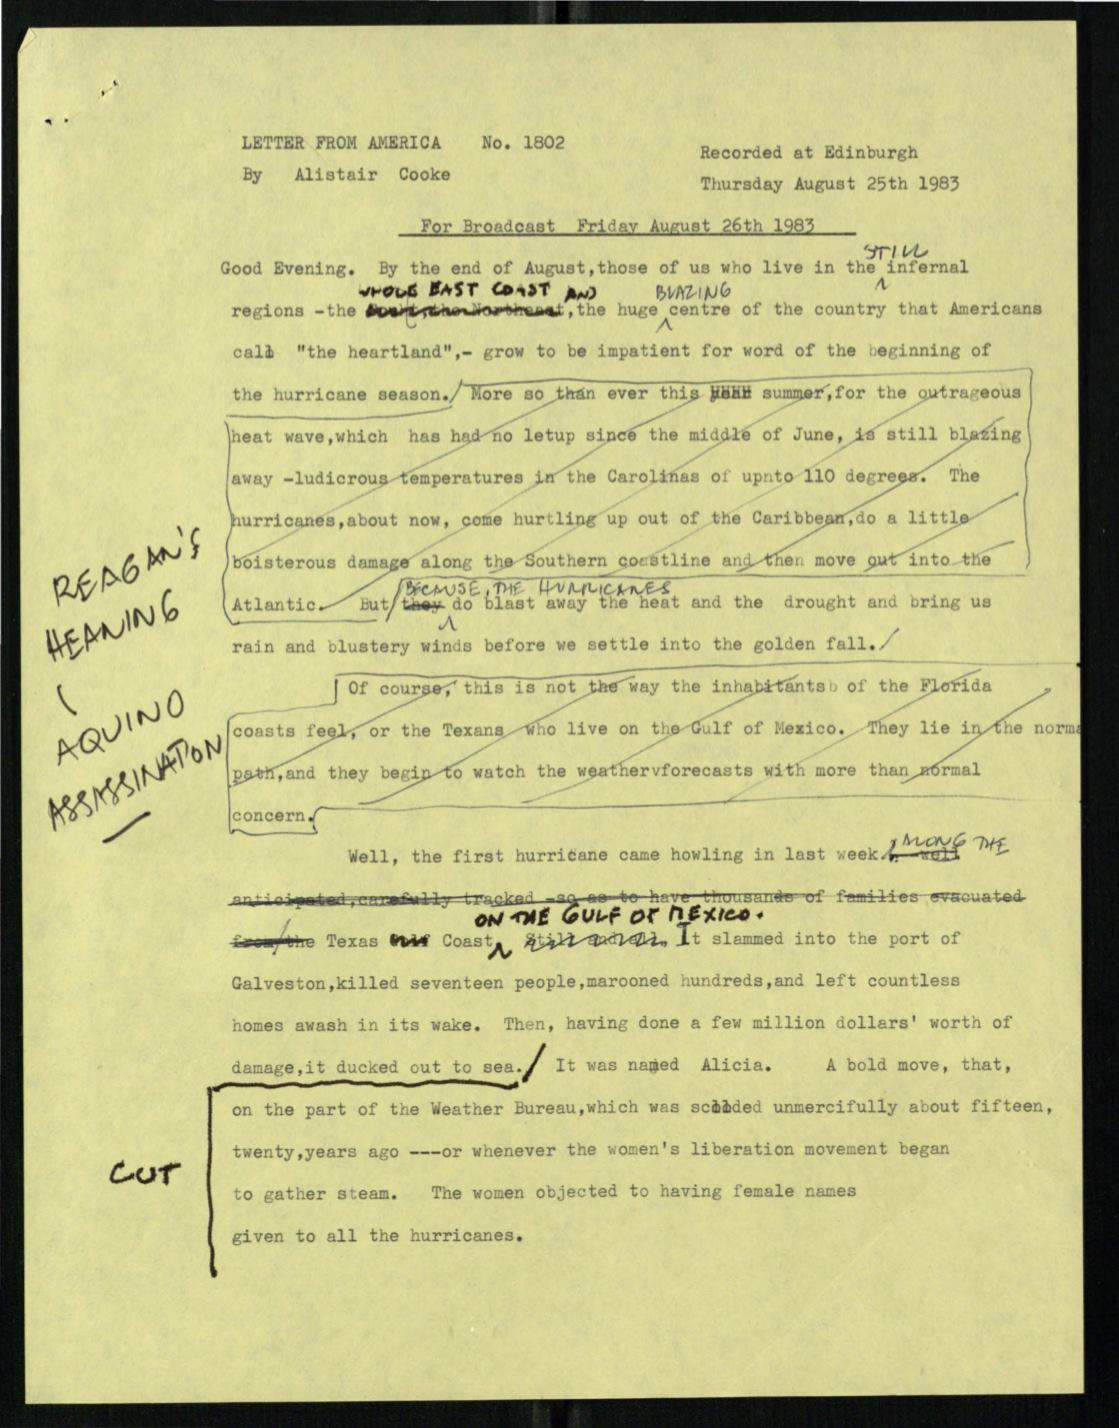 LETTER FROM AMERICA No. 1802
By Alistair Cooke
Recorded at Edinburgh
Thursday August 25th 1983
For Broadcast Friday August 26th 1983
STILL
Good Evening. By the end of August,those of us who live in the infernal
WHOLE EAST COAST AND BLAZING
regions -the the Northeast,the huge centre of the country that Americans
call "the heartland",- grow to be impatient for word of the beginning of
the hurricane season. More so than ever this summer,for the outrageous
heat wave,which has had no letup since the middle of June, is still blazing
away -ludicrous temperatures in the Carolinas of upnto 110 degrees. The
hurricanes,about now, come hurtling up out of the Caribbean,do a little
boisterous damage along the Southern coastline and then move out into the
BECAUSE, THE HURRICANES
Atlantic. But they do blast away the heat and the drought and bring us
rain and blustery winds before we settle into the golden fall.
Of course, this is not the way the inhabitantsb of the Florida
coasts feel, or the Texans who live on the Gulf of Mexico. They lie in the norma
path,and they begin to watch the weathervforecasts with more than normal
concern.
REAGAN'S
HEANING
AQUINO
ASSASSINATION
ALONG THE
Well, the first hurricane came howling in last week. well
anticipated,carefully tracked -so as to have thousands of families evacuated
ON THE GULF OF MEXICO.
from/the Texas Gulf Coast Still and all, It slammed into the port of
Galveston,killed seventeen people,marooned hundreds,and left countless
homes awash in its wake. Then, having done a few million dollars' worth of
damage,it ducked out to sea. It was named Alicia. A bold move, that,
on the part of the Weather Bureau,which was scolded unmercifully about fifteen,
twenty,years ago ---or whenever the women's liberation movement began
CUT
to gather steam. The women objected to having female names
given to all the hurricanes.